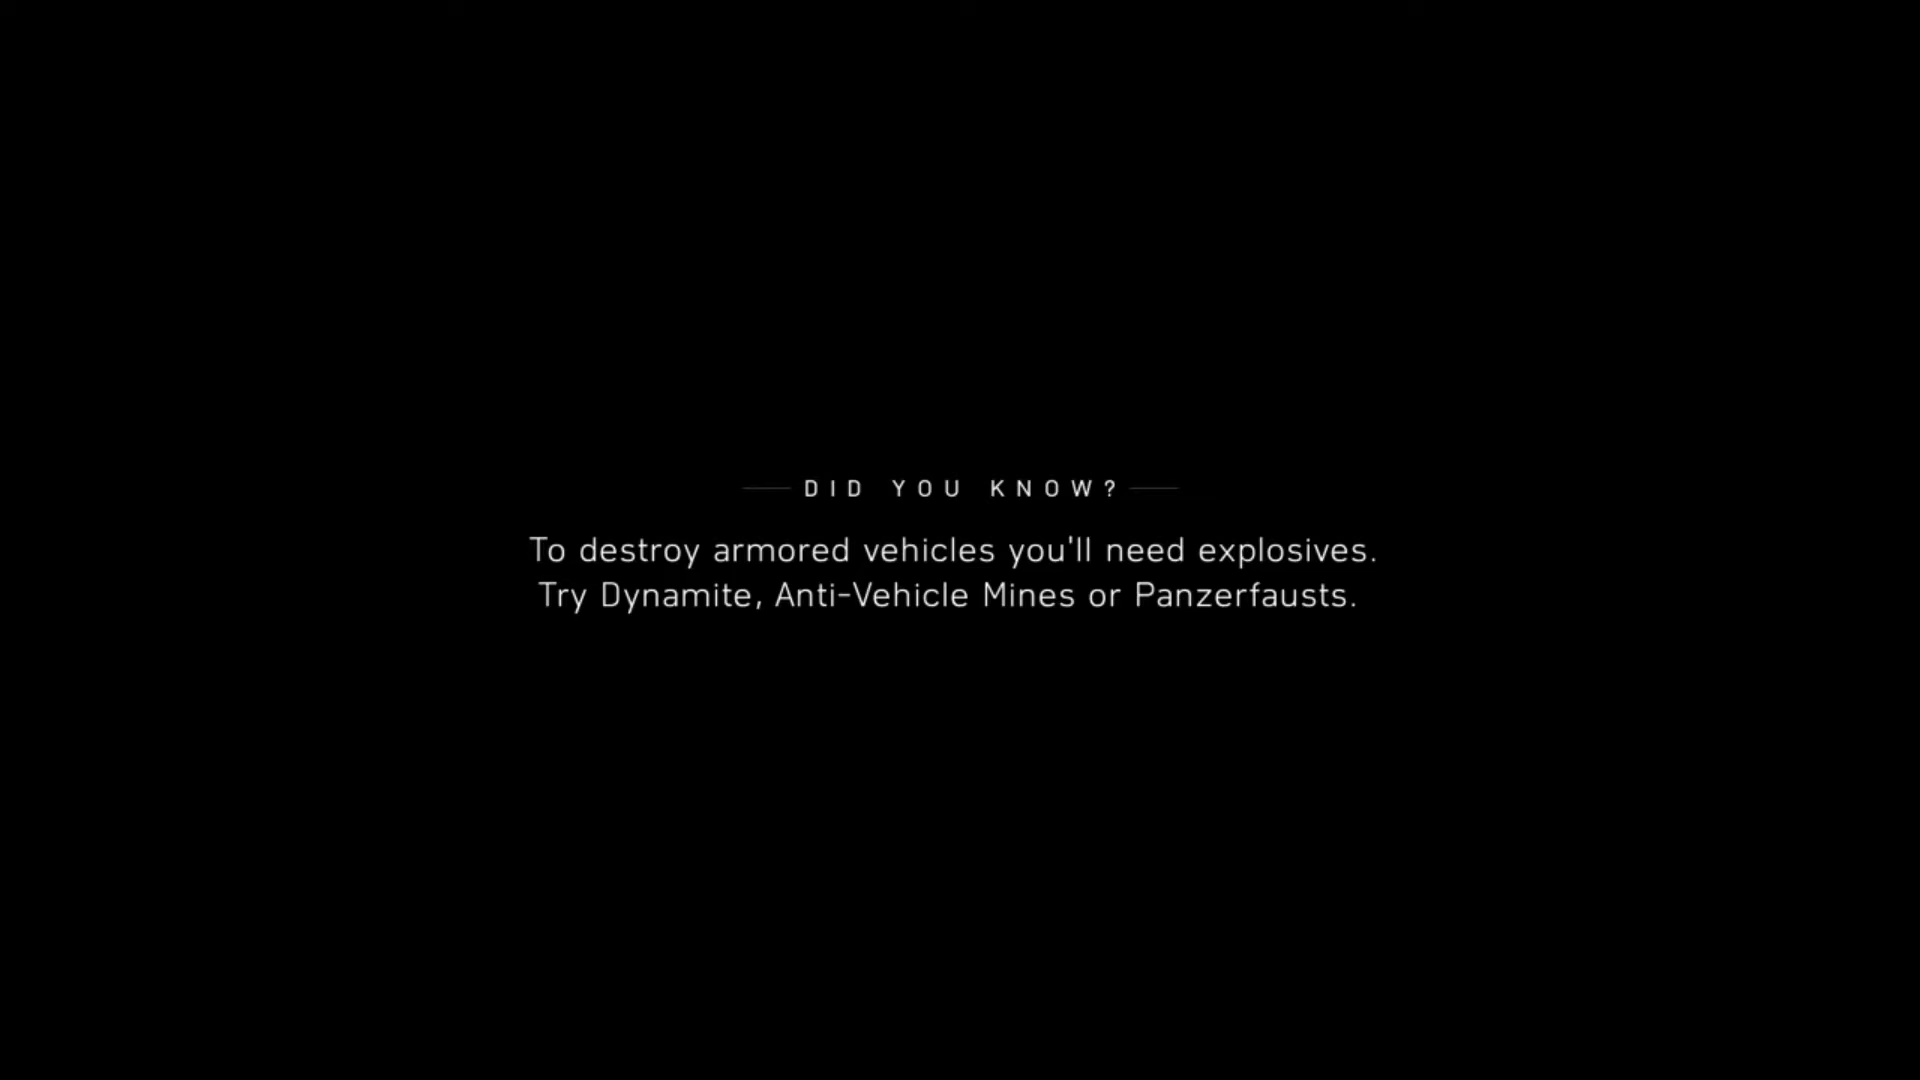 DID YOU KNOW?
To destroy armored vehicles you'll need explosives.
Try Dynamite, Anti-Vehicle Mines or Panzerfausts.